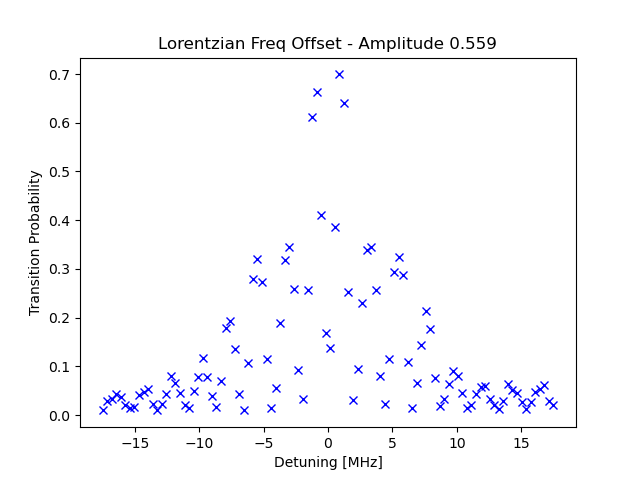 Lorentzian Freq Offset - Amplitude 0.559
0.7
0.6
0.5
0.4
0.3
0.2
0.1
0.0
Transition Probability
−15 −10 −5 0 5 10 15
Detuning [MHz]